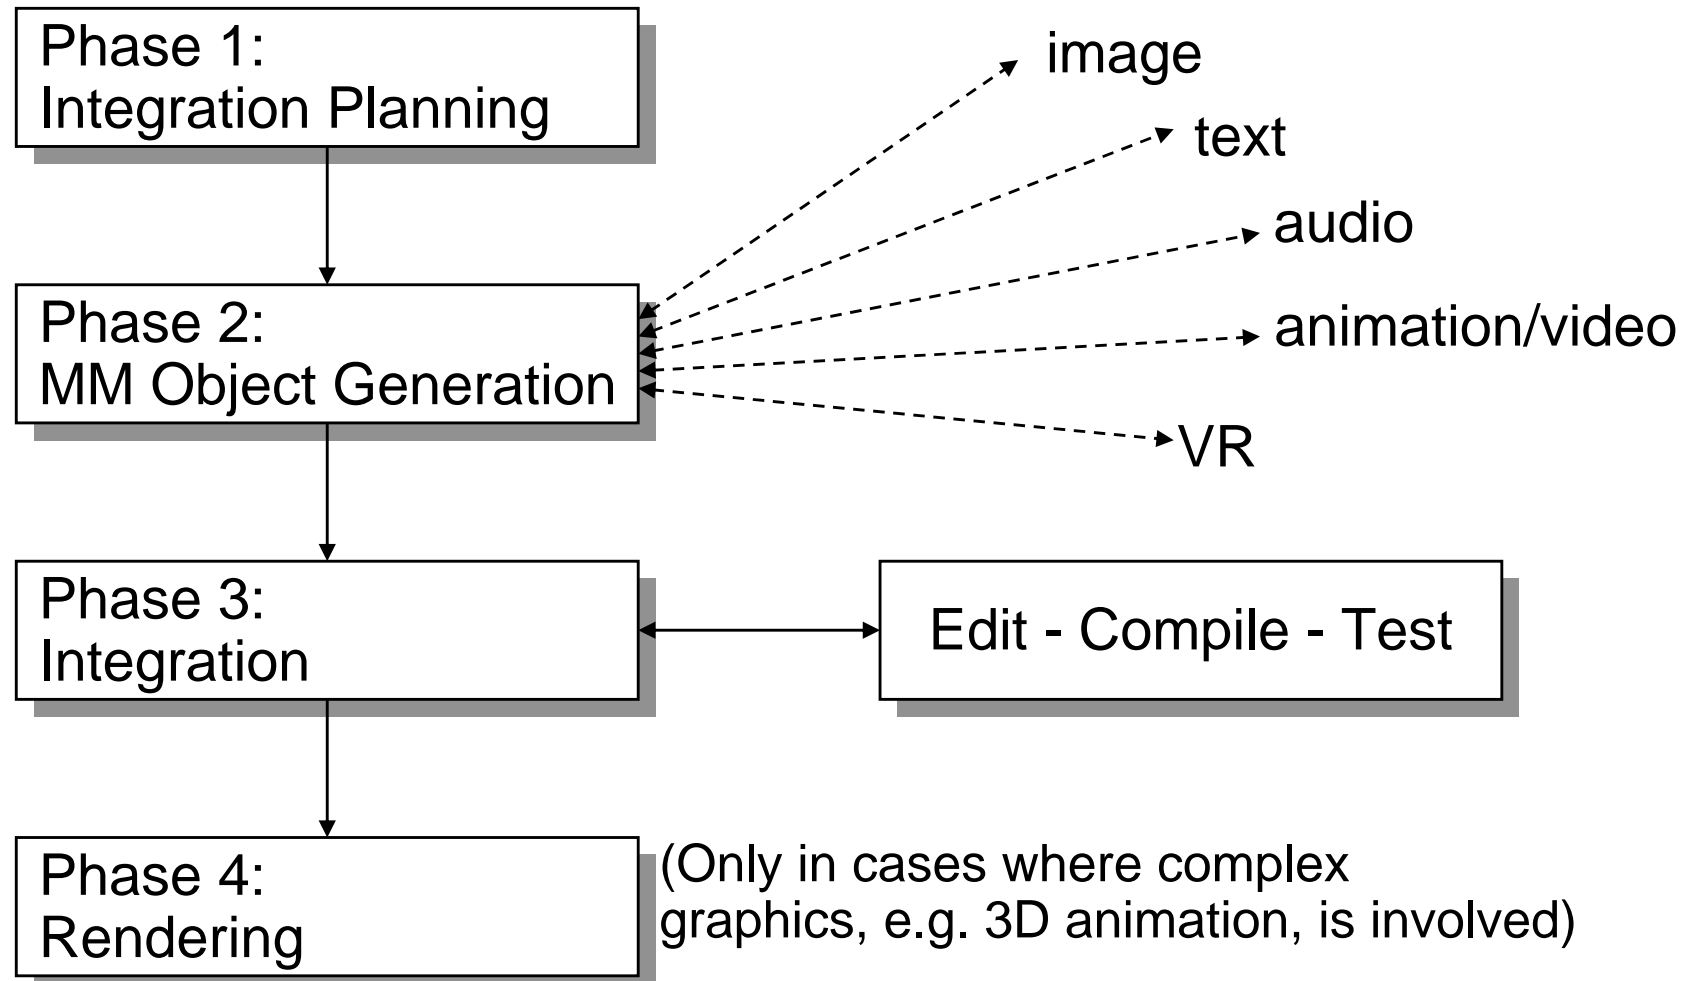 Phase 1:
Integration Planning
image
text
audio
Phase 2:
MM Object Generation
animation/video
VR
Phase 3:
Integration
Edit - Compile - Test
Phase 4:
Rendering
(Only in cases where complex
graphics, e.g. 3D animation, is involved)